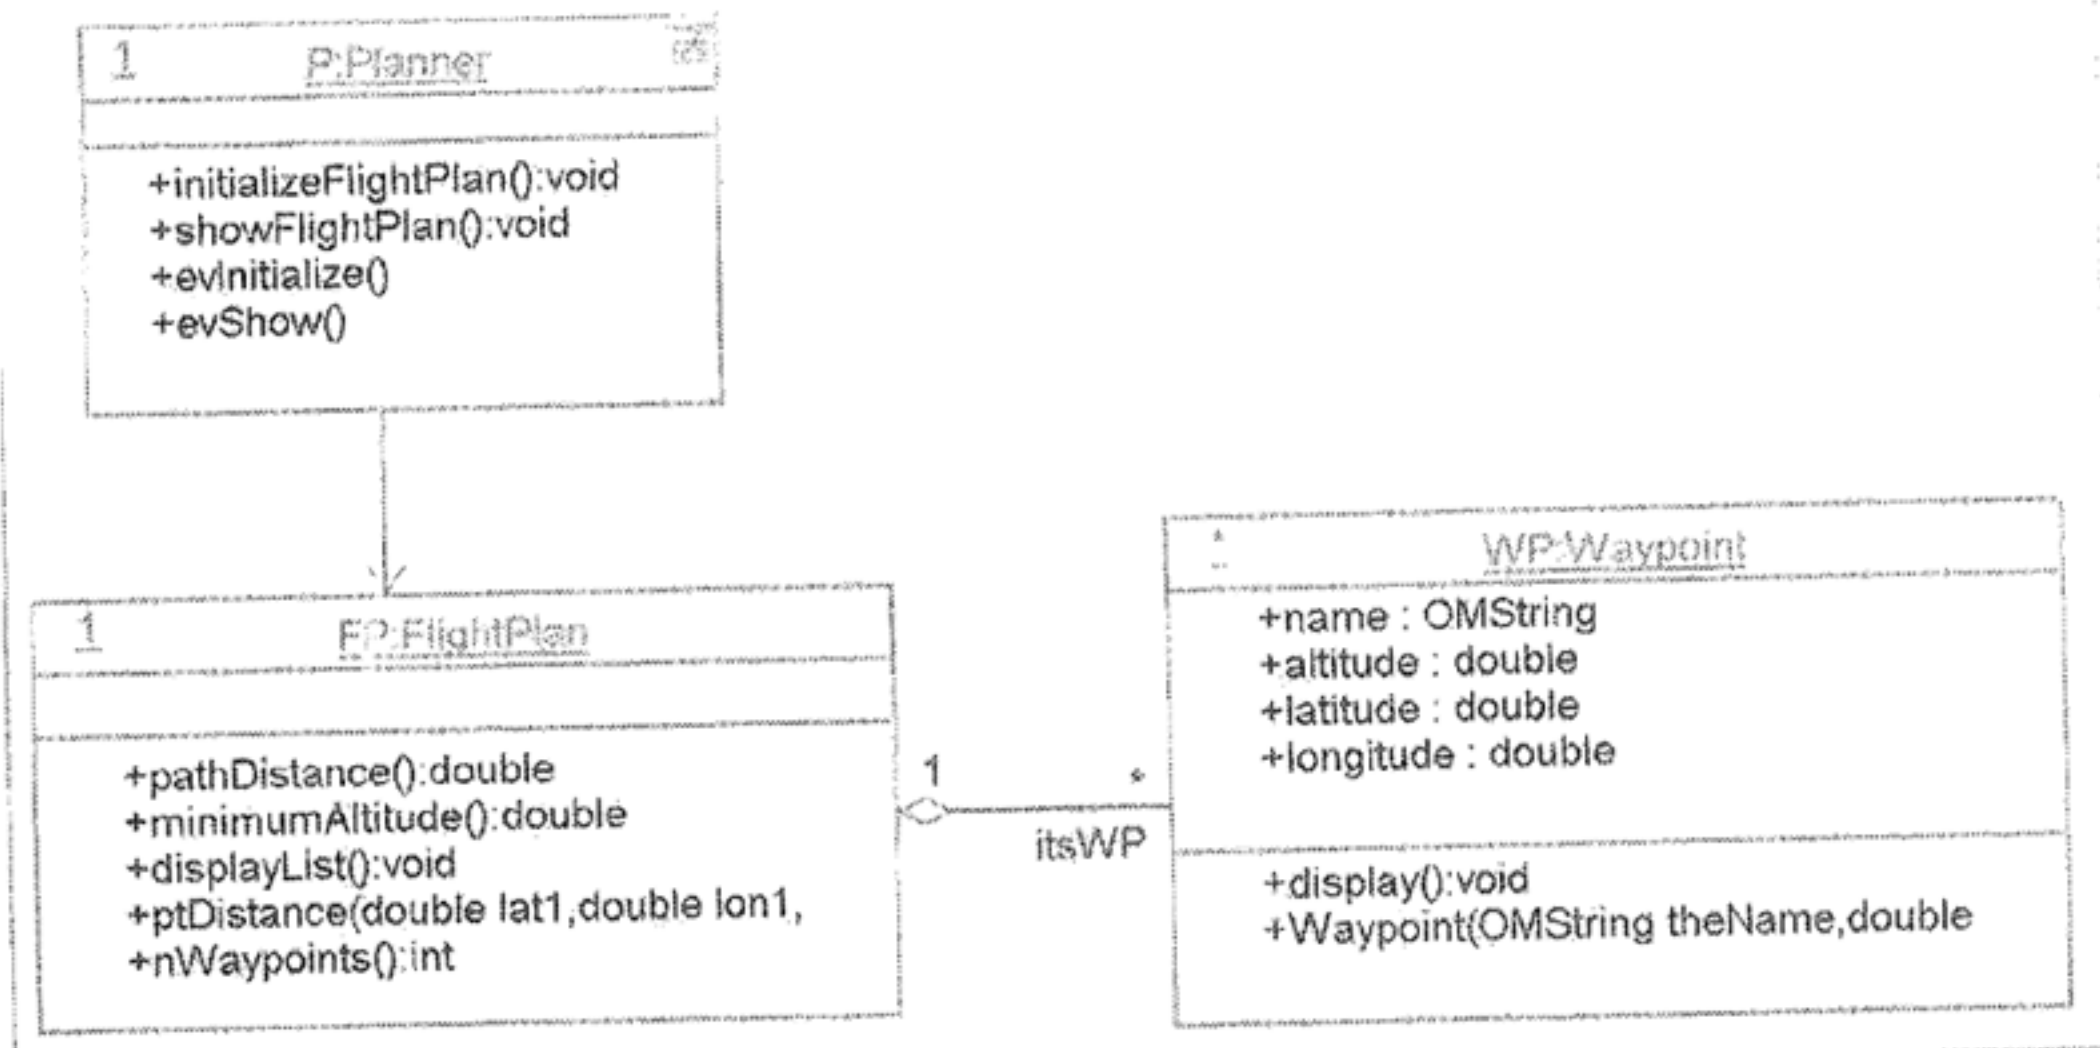 1 P:Planner
+initializeFlightPlan():void
+showFlightPlan():void
+evInitialize()
+evShow()
1 FP:FlightPlan
+pathDistance():double
+minimumAltitude():double
+displayList():void
+ptDistance(double lat1,double lon1,
+nWaypoints():int
1 *
itsWP
* WP:Waypoint
+name : OMString
+altitude : double
+latitude : double
+longitude : double
+display():void
+Waypoint(OMString theName,double